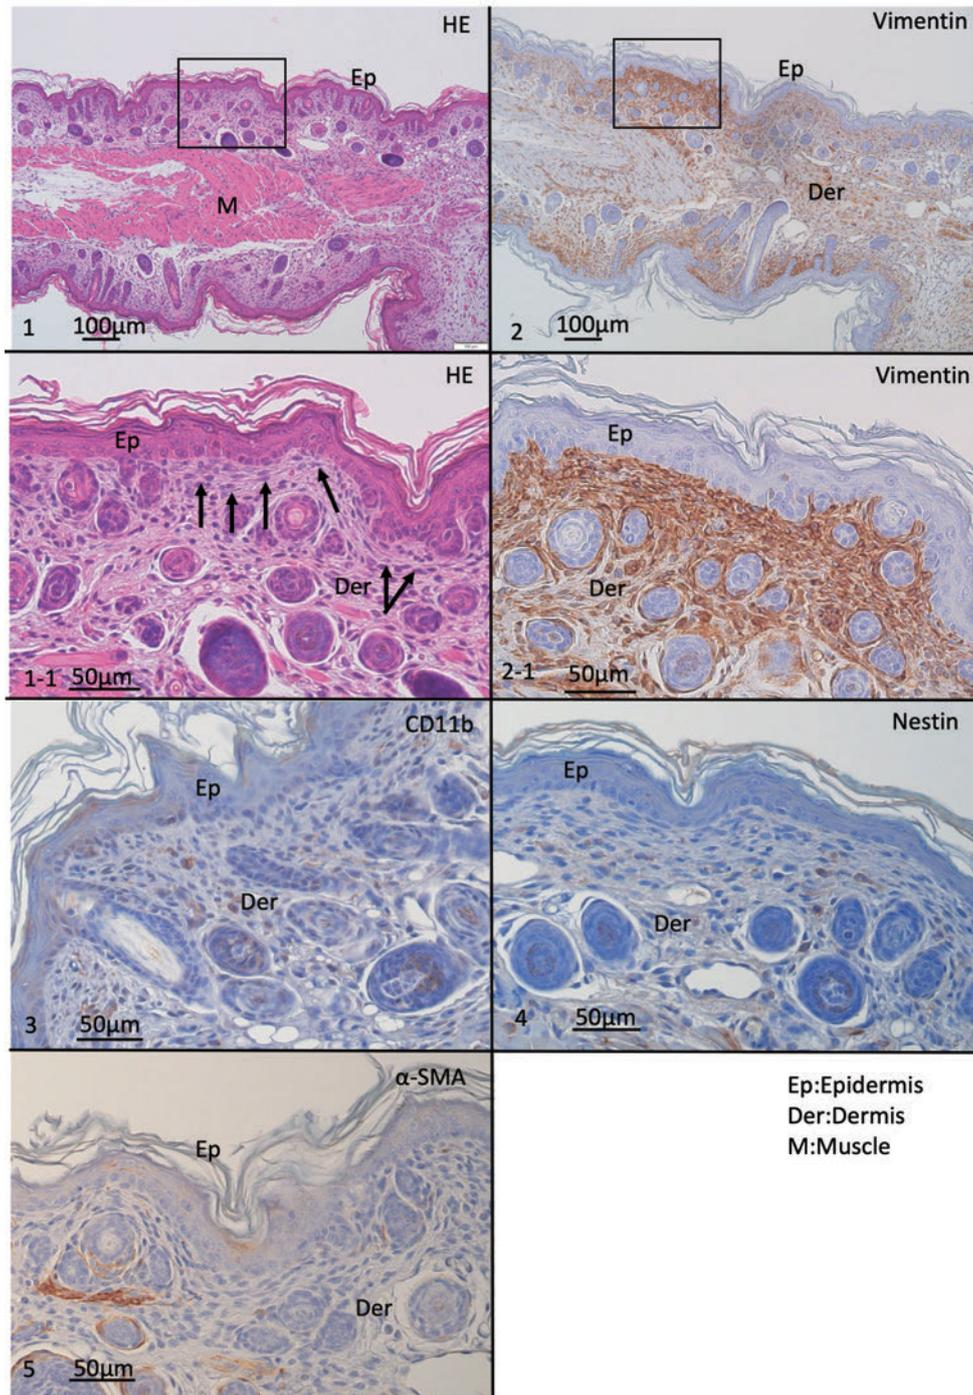 HE
Ep
M
1 100μm
Vimentin
Ep
Der
2 100μm
HE
Ep
Der
1-1 50μm
Vimentin
Ep
Der
2-1 50μm
CD11b
Ep
Der
3 50μm
Nestin
Ep
Der
4 50μm
α-SMA
Ep
Der
5 50μm
Ep:Epidermis
Der:Dermis
M:Muscle